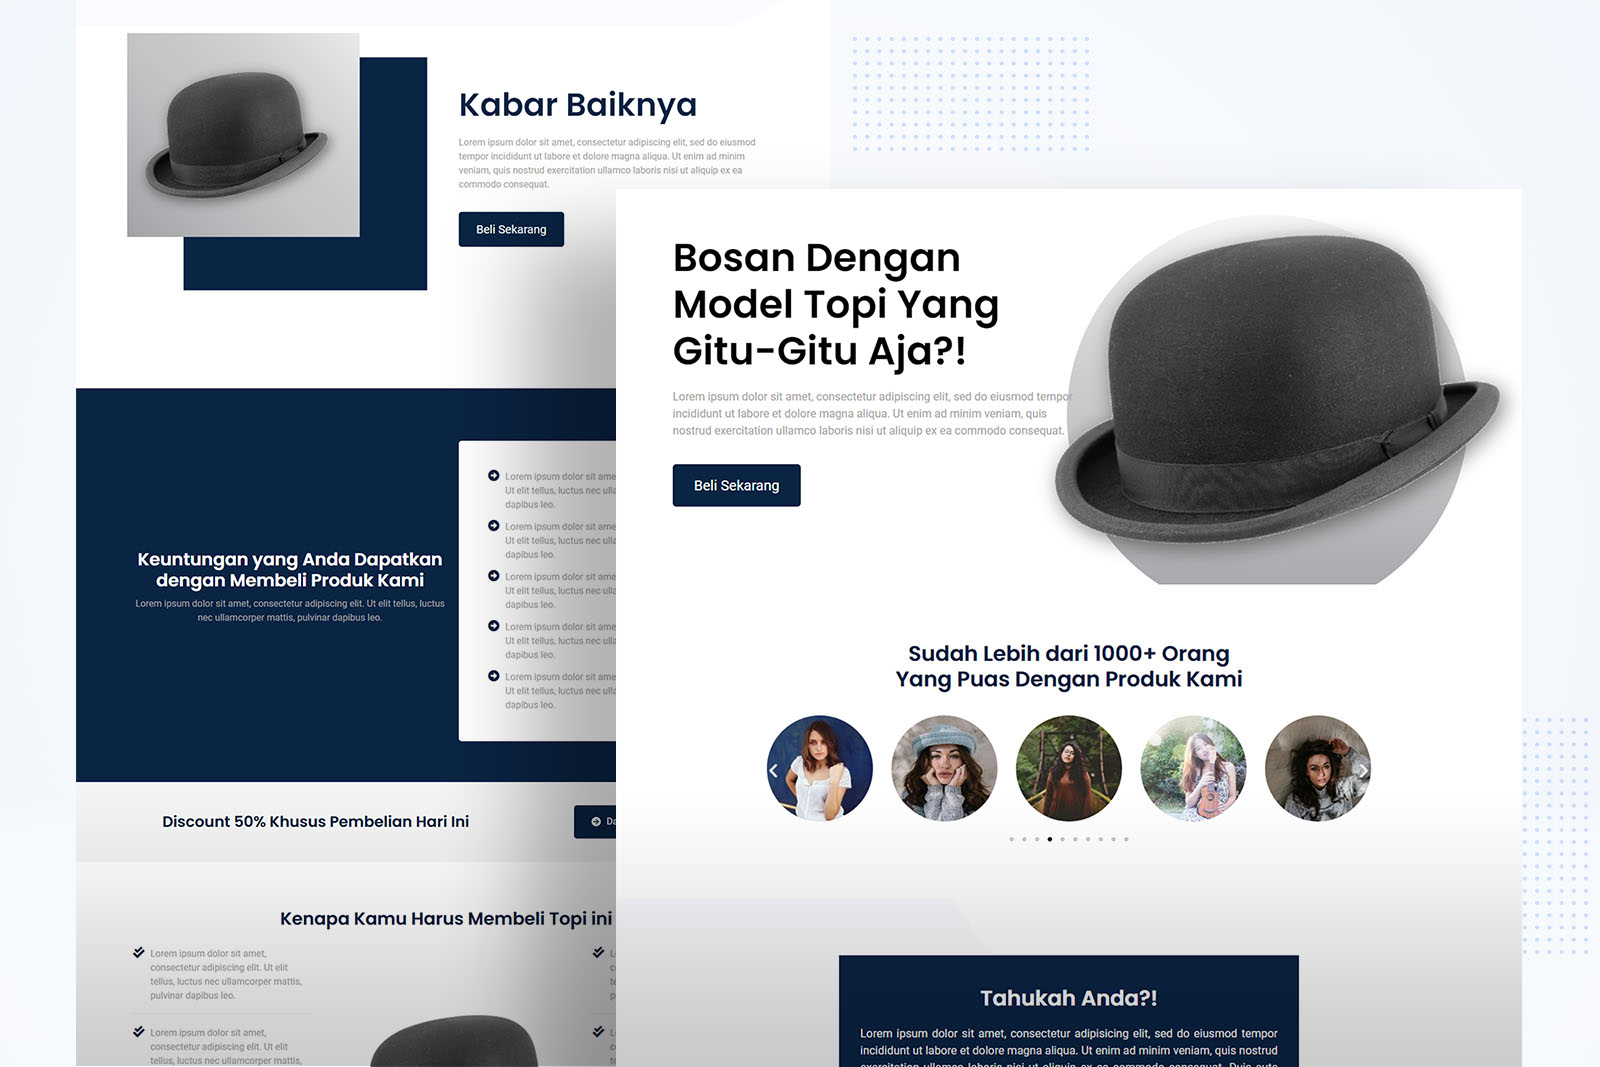 Kabar Baiknya
Lorem ipsum dolor sit amet, consectetur adipiscing elit, sed do eiusmod
tempor incididunt ut labore et dolore magna aliqua. Ut enim ad minim
veniam, quis nostrud exercitation ullamco laboris nisi ut aliquip ex ea
commodo consequat.
Beli Sekarang
Keuntungan yang Anda Dapatkan
dengan Membeli Produk Kami
Lorem ipsum dolor sit amet, consectetur adipiscing elit. Ut elit tellus, luctus
nec ullamcorper mattis, pulvinar dapibus leo.
Lorem ipsum dolor sit ame
Ut elit tellus, luctus nec ulla
dapibus leo.
Lorem ipsum dolor sit ame
Ut elit tellus, luctus nec ulla
dapibus leo.
Lorem ipsum dolor sit ame
Ut elit tellus, luctus nec ulla
dapibus leo.
Lorem ipsum dolor sit ame
Ut elit tellus, luctus nec ulla
dapibus leo.
Lorem ipsum dolor sit ame
Ut elit tellus, luctus nec ulla
dapibus leo.
Discount 50% Khusus Pembelian Hari Ini
Da
Kenapa Kamu Harus Membeli Topi ini
Lorem ipsum dolor sit amet,
consectetur adipiscing elit. Ut elit
tellus, luctus nec ullamcorper mattis,
pulvinar dapibus leo.
Lorem ipsum dolor sit amet,
consectetur adipiscing elit. Ut elit
tellus, luctus nec ullamcorper mattis,
Bosan Dengan
Model Topi Yang
Gitu-Gitu Aja?!
Lorem ipsum dolor sit amet, consectetur adipiscing elit, sed do eiusmod tempor
incididunt ut labore et dolore magna aliqua. Ut enim ad minim veniam, quis
nostrud exercitation ullamco laboris nisi ut aliquip ex ea commodo consequat.
Beli Sekarang
Sudah Lebih dari 1000+ Orang
Yang Puas Dengan Produk Kami
Tahukah Anda?!
Lorem ipsum dolor sit amet, consectetur adipisicing elit, sed do eiusmod tempor
incididunt ut labore et dolore magna aliqua. Ut enim ad minim veniam, quis nostrud